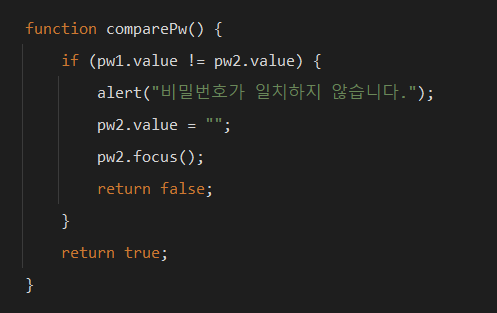 function comparePw() {
if (pw1.value != pw2.value) {
alert("비밀번호가 일치하지 않습니다.");
pw2.value = "";
pw2.focus();
return false;
}
return true;
}